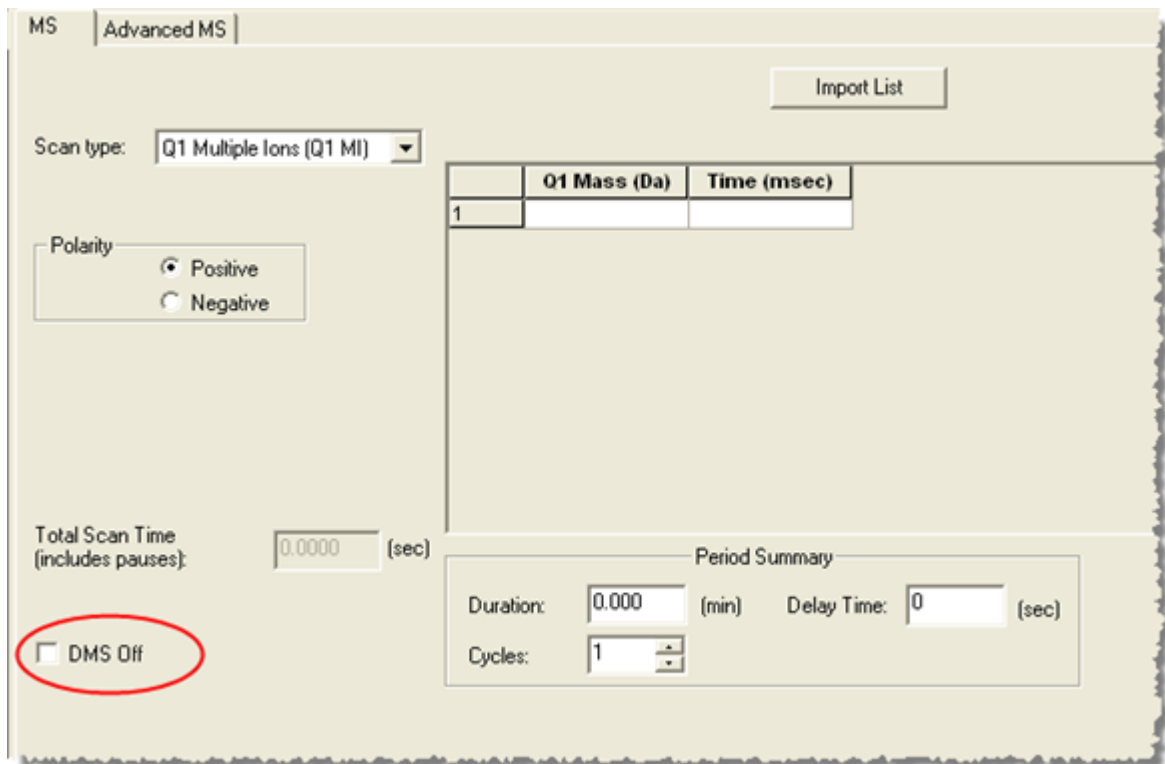 MS
Advanced MS
Import List
Scan type:
Q1 Multiple Ions (Q1 MI)
Q1 Mass (Da)
Time (msec)
1
Polarity
Positive
Negative
Total Scan Time
(includes pauses):
0.0000
(sec)
Period Summary
Duration:
0.000
(min)
Delay Time:
0
(sec)
DMS Off
Cycles:
1